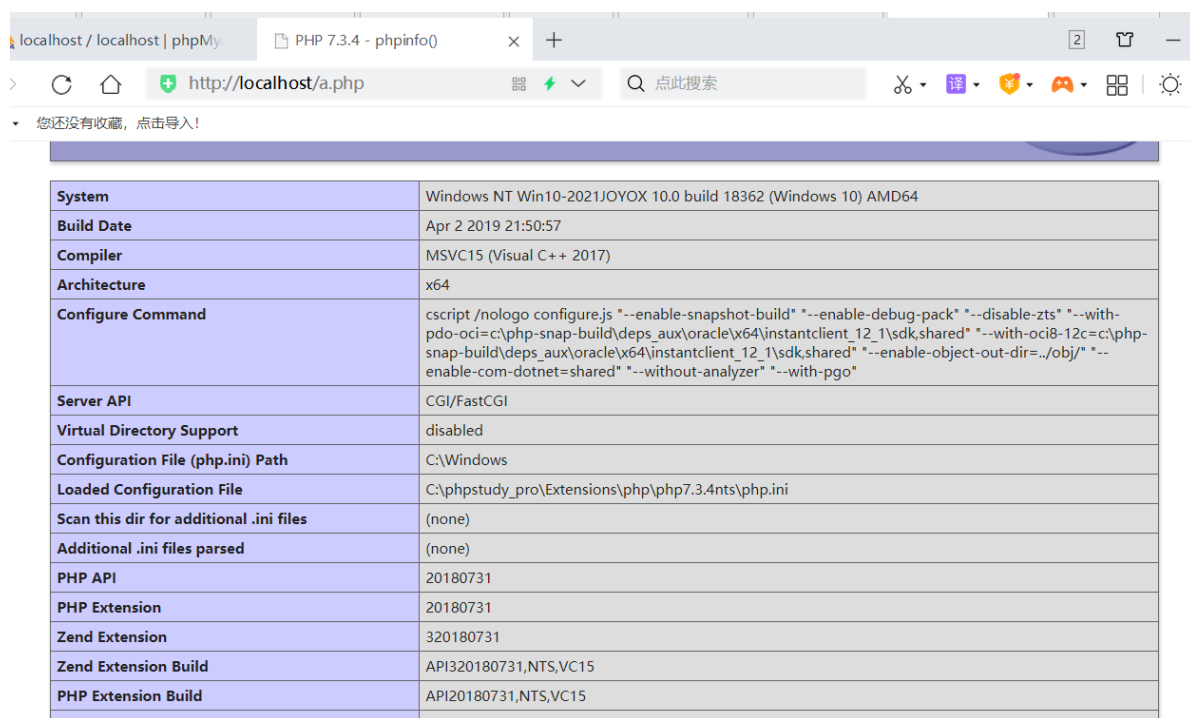 localhost / localhost | phpMy
PHP 7.3.4 - phpinfo()
2
http://localhost/a.php
点此搜索
译
您还没有收藏，点击导入！
System Windows NT Win10-2021JOYOX 10.0 build 18362 (Windows 10) AMD64
Build Date Apr 2 2019 21:50:57
Compiler MSVC15 (Visual C++ 2017)
Architecture x64
Configure Command cscript /nologo configure.js "--enable-snapshot-build" "--enable-debug-pack" "--disable-zts" "--with-
pdo-oci=c:\php-snap-build\deps_aux\oracle\x64\instantclient_12_1\sdk,shared" "--with-oci8-12c=c:\php-
snap-build\deps_aux\oracle\x64\instantclient_12_1\sdk,shared" "--enable-object-out-dir=../obj/" "--
enable-com-dotnet=shared" "--without-analyzer" "--with-pgo"
Server API CGI/FastCGI
Virtual Directory Support disabled
Configuration File (php.ini) Path C:\Windows
Loaded Configuration File C:\phpstudy_pro\Extensions\php\php7.3.4nts\php.ini
Scan this dir for additional .ini files (none)
Additional .ini files parsed (none)
PHP API 20180731
PHP Extension 20180731
Zend Extension 320180731
Zend Extension Build API320180731,NTS,VC15
PHP Extension Build API20180731,NTS,VC15